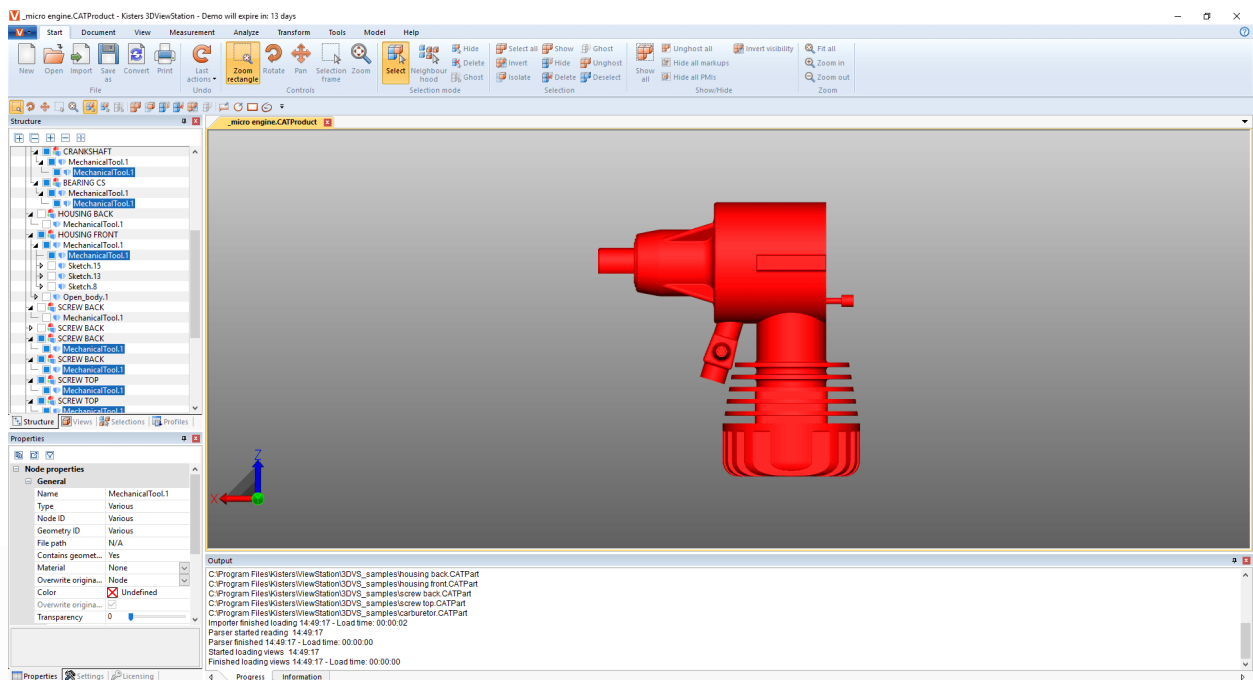 _micro engine.CATProduct - Kisters 3DViewStation - Demo will expire in: 13 days
Start Document View Measurement Analyze Transform Tools Model Help
New Open Import Save as Convert Print
File
Last actions
Undo
Zoom rectangle Rotate Pan Selection frame Zoom
Controls
Select Neighbour hood
Hide
Delete
Ghost
Selection mode
Select all Show Ghost
Invert Hide Unghost
Isolate Delete Deselect
Selection
Show all
Unghost all Invert visibility
Hide all markups
Hide all PMIs
Show/Hide
Fit all
Zoom in
Zoom out
Zoom
Structure
_micro engine.CATProduct
CRANKSHAFT
MechanicalTool.1
MechanicalTool.1
BEARING CS
MechanicalTool.1
MechanicalTool.1
HOUSING BACK
MechanicalTool.1
HOUSING FRONT
MechanicalTool.1
MechanicalTool.1
Sketch.15
Sketch.13
Sketch.8
Open_body.1
SCREW BACK
MechanicalTool.1
SCREW BACK
SCREW BACK
MechanicalTool.1
SCREW BACK
MechanicalTool.1
SCREW TOP
MechanicalTool.1
SCREW TOP
MechanicalTool.1
Structure Views Selections Profiles
Properties
Node properties
General
Name MechanicalTool.1
Type Various
Node ID Various
Geometry ID Various
File path N/A
Contains geomet... Yes
Material None
Overwrite origina... Node
Color Undefined
Overwrite origina...
Transparency 0
Properties Settings Licensing
Z
X
Output
C:\Program Files\Kisters\ViewStation\3DVS_samples\housing back.CATPart
C:\Program Files\Kisters\ViewStation\3DVS_samples\housing front.CATPart
C:\Program Files\Kisters\ViewStation\3DVS_samples\screw back.CATPart
C:\Program Files\Kisters\ViewStation\3DVS_samples\screw top.CATPart
C:\Program Files\Kisters\ViewStation\3DVS_samples\carburetor.CATPart
Importer finished loading 14:49:17 - Load time: 00:00:02
Parser started reading 14:49:17
Parser finished 14:49:17 - Load time: 00:00:00
Started loading views 14:49:17
Finished loading views 14:49:17 - Load time: 00:00:00
Progress Information